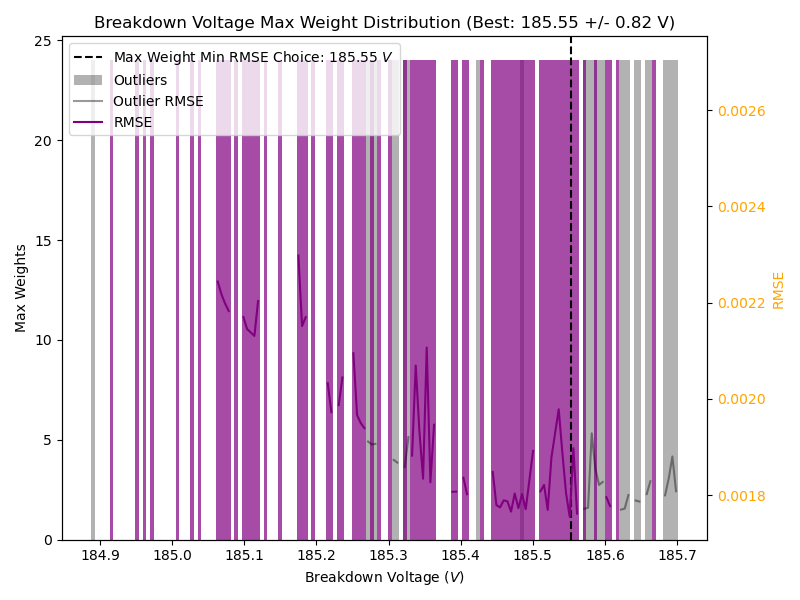 Breakdown Voltage Max Weight Distribution (Best: 185.55 +/- 0.82 V)
Max Weight Min RMSE Choice: 185.55 V
Outliers
Outlier RMSE
RMSE
Max Weights
25
20
15
10
5
0
0.0026
0.0024
0.0022
0.0020
0.0018
RMSE
184.9 185.0 185.1 185.2 185.3 185.4 185.5 185.6 185.7
Breakdown Voltage (V)